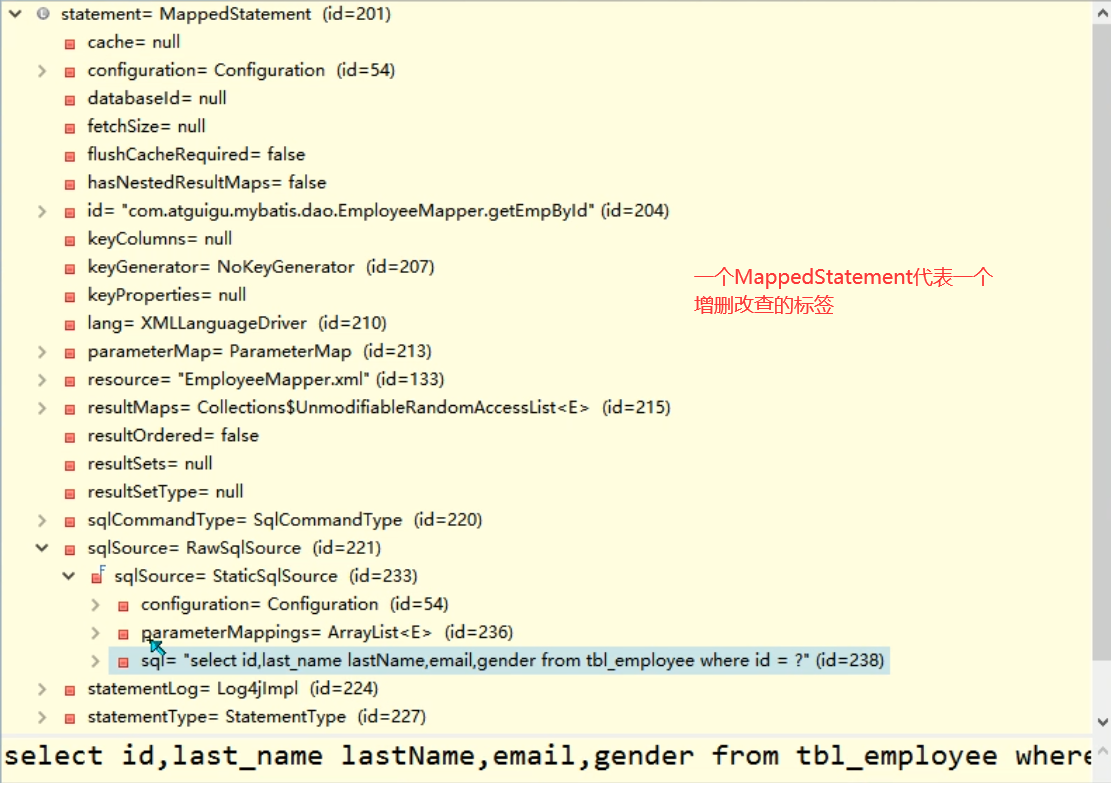 statement= MappedStatement (id=201)
cache= null
configuration= Configuration (id=54)
databaseId= null
fetchSize= null
flushCacheRequired= false
hasNestedResultMaps= false
id= "com.atguigu.mybatis.dao.EmployeeMapper.getEmpById" (id=204)
keyColumns= null
keyGenerator= NoKeyGenerator (id=207)
一个MappedStatement代表一个
keyProperties= null
增删改查的标签
lang= XMLLanguageDriver (id=210)
parameterMap= ParameterMap (id=213)
resource= "EmployeeMapper.xml" (id=133)
resultMaps= Collections$UnmodifiableRandomAccessList<E> (id=215)
resultOrdered= false
resultSets= null
resultSetType= null
sqlCommandType= SqlCommandType (id=220)
sqlSource= RawSqlSource (id=221)
sqlSource= StaticSqlSource (id=233)
configuration= Configuration (id=54)
parameterMappings= ArrayList<E> (id=236)
sql= "select id,last_name lastName,email,gender from tbl_employee where id = ?" (id=238)
statementLog= Log4jImpl (id=224)
statementType= StatementType (id=227)
select id,last_name lastName,email,gender from tbl_employee where